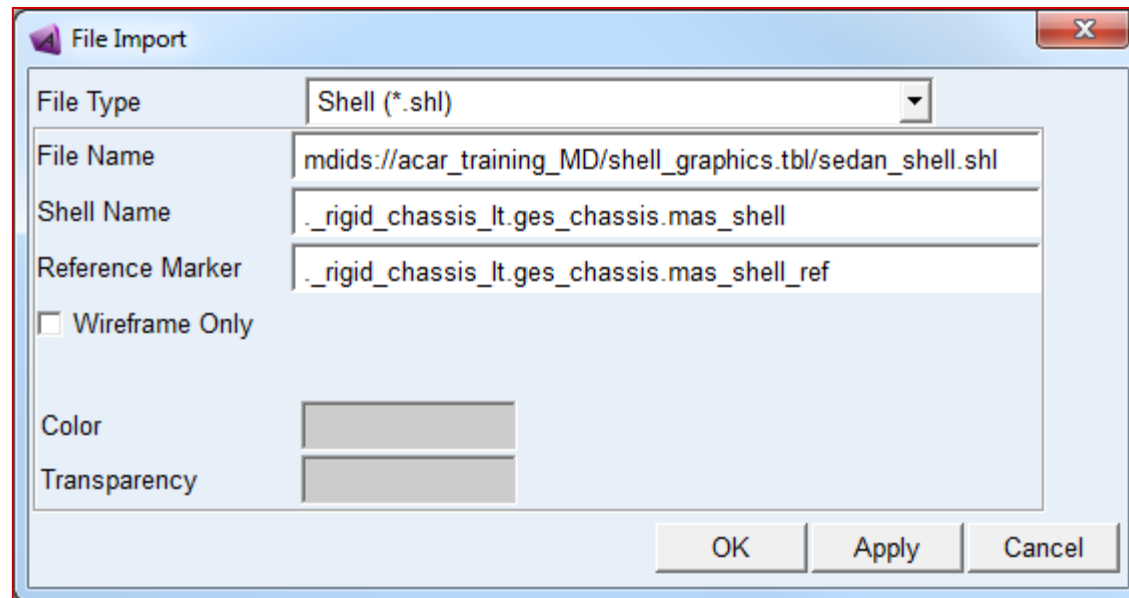 File Import
File Type Shell (*.shl)
File Name mdids://acar_training_MD/shell_graphics.tbl/sedan_shell.shl
Shell Name ._rigid_chassis_lt.ges_chassis.mas_shell
Reference Marker ._rigid_chassis_lt.ges_chassis.mas_shell_ref
Wireframe Only
Color
Transparency
OK Apply Cancel